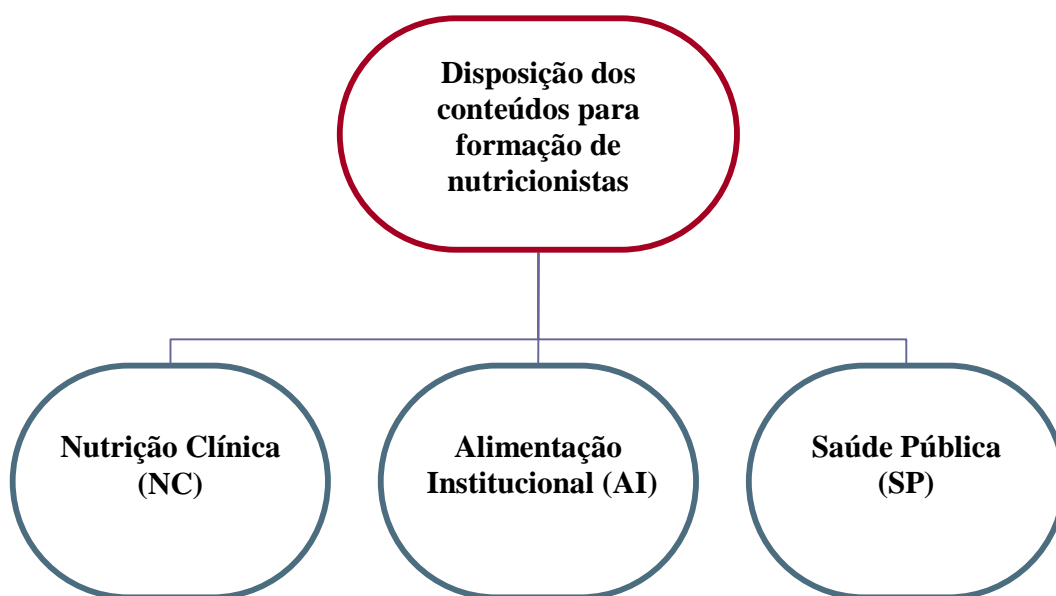 Disposição dos
conteúdos para
formação de
nutricionistas
Nutrição Clínica
(NC)
Alimentação
Institucional (AI)
Saúde Pública
(SP)